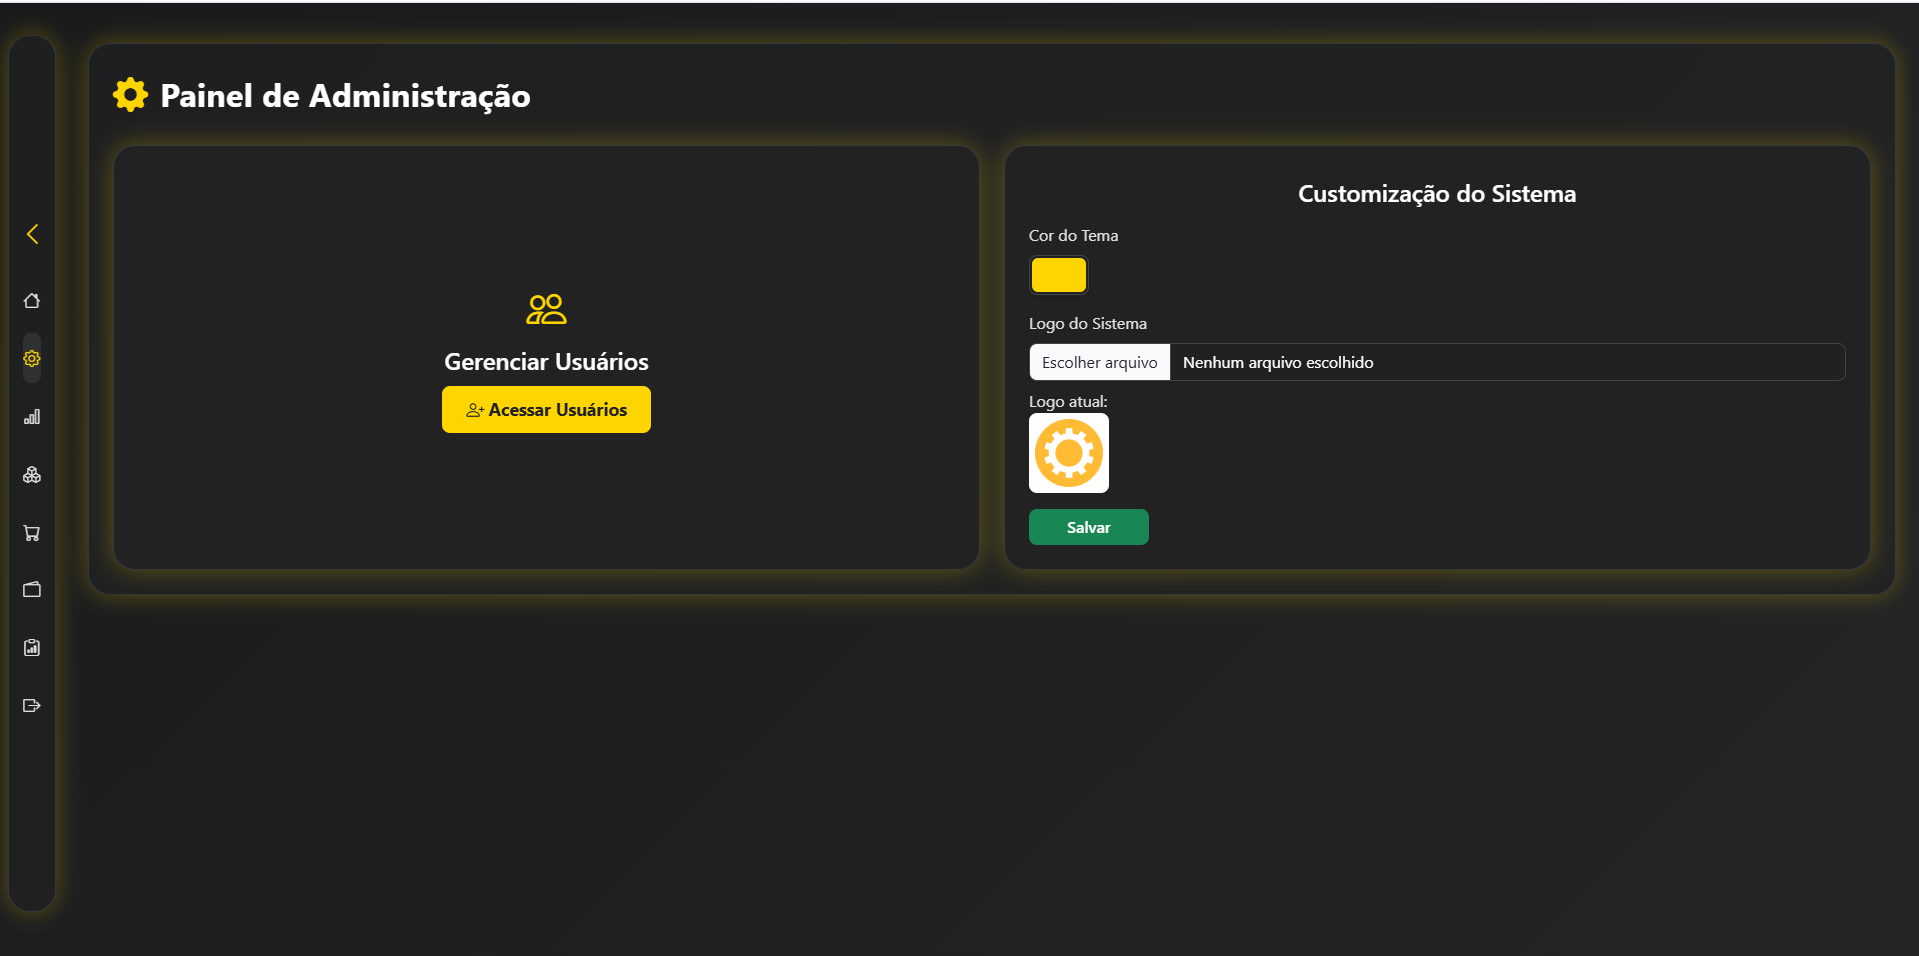 Painel de Administração
Gerenciar Usuários
Acessar Usuários
Customização do Sistema
Cor do Tema
Logo do Sistema
Escolher arquivo Nenhum arquivo escolhido
Logo atual:
Salvar